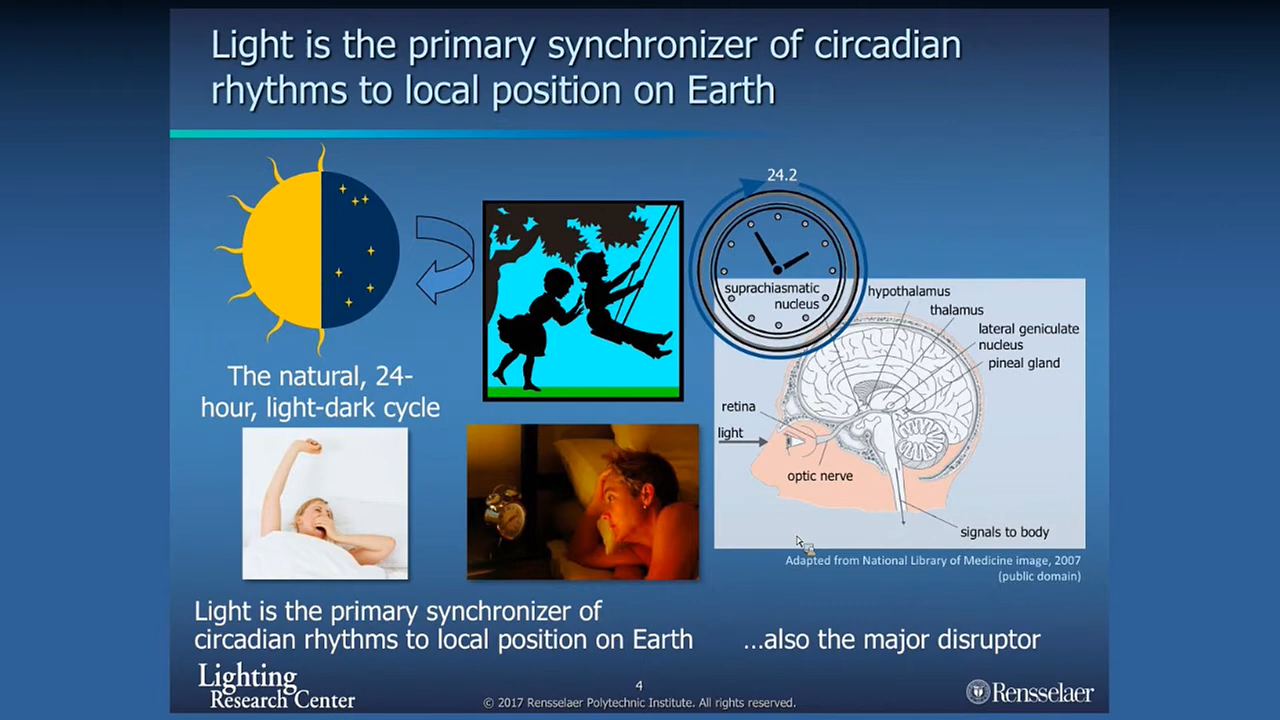 Light is the primary synchronizer of circadian
rhythms to local position on Earth
24.2
suprachiasmatic
nucleus
hypothalamus
thalamus
lateral geniculate
nucleus
pineal gland
retina
light
optic nerve
signals to body
The natural, 24-
hour, light-dark cycle
Adapted from National Library of Medicine image, 2007
(public domain)
Light is the primary synchronizer of
circadian rhythms to local position on Earth
...also the major disruptor
Lighting
Research Center
4
© 2017 Rensselaer Polytechnic Institute. All rights reserved.
Rensselaer